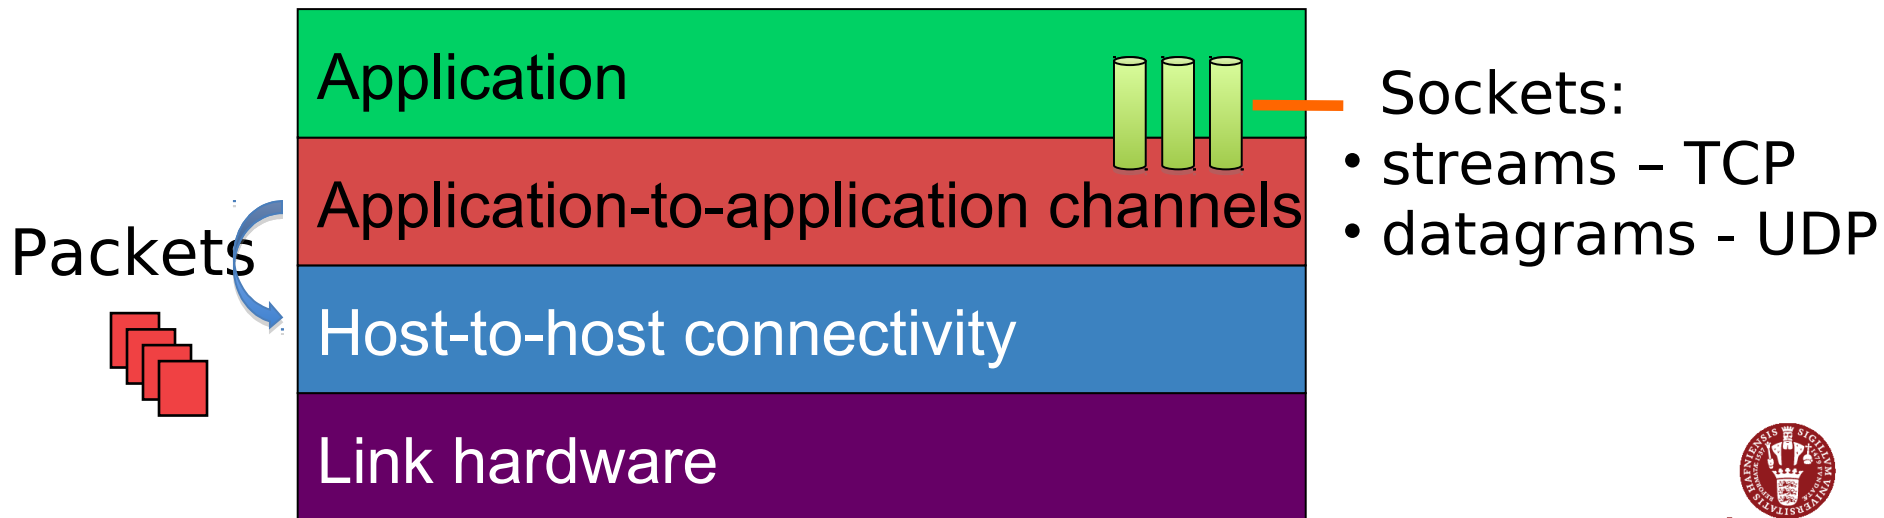 Application
Application-to-application channels
Host-to-host connectivity
Link hardware
Packets
Sockets:
• streams – TCP
• datagrams - UDP